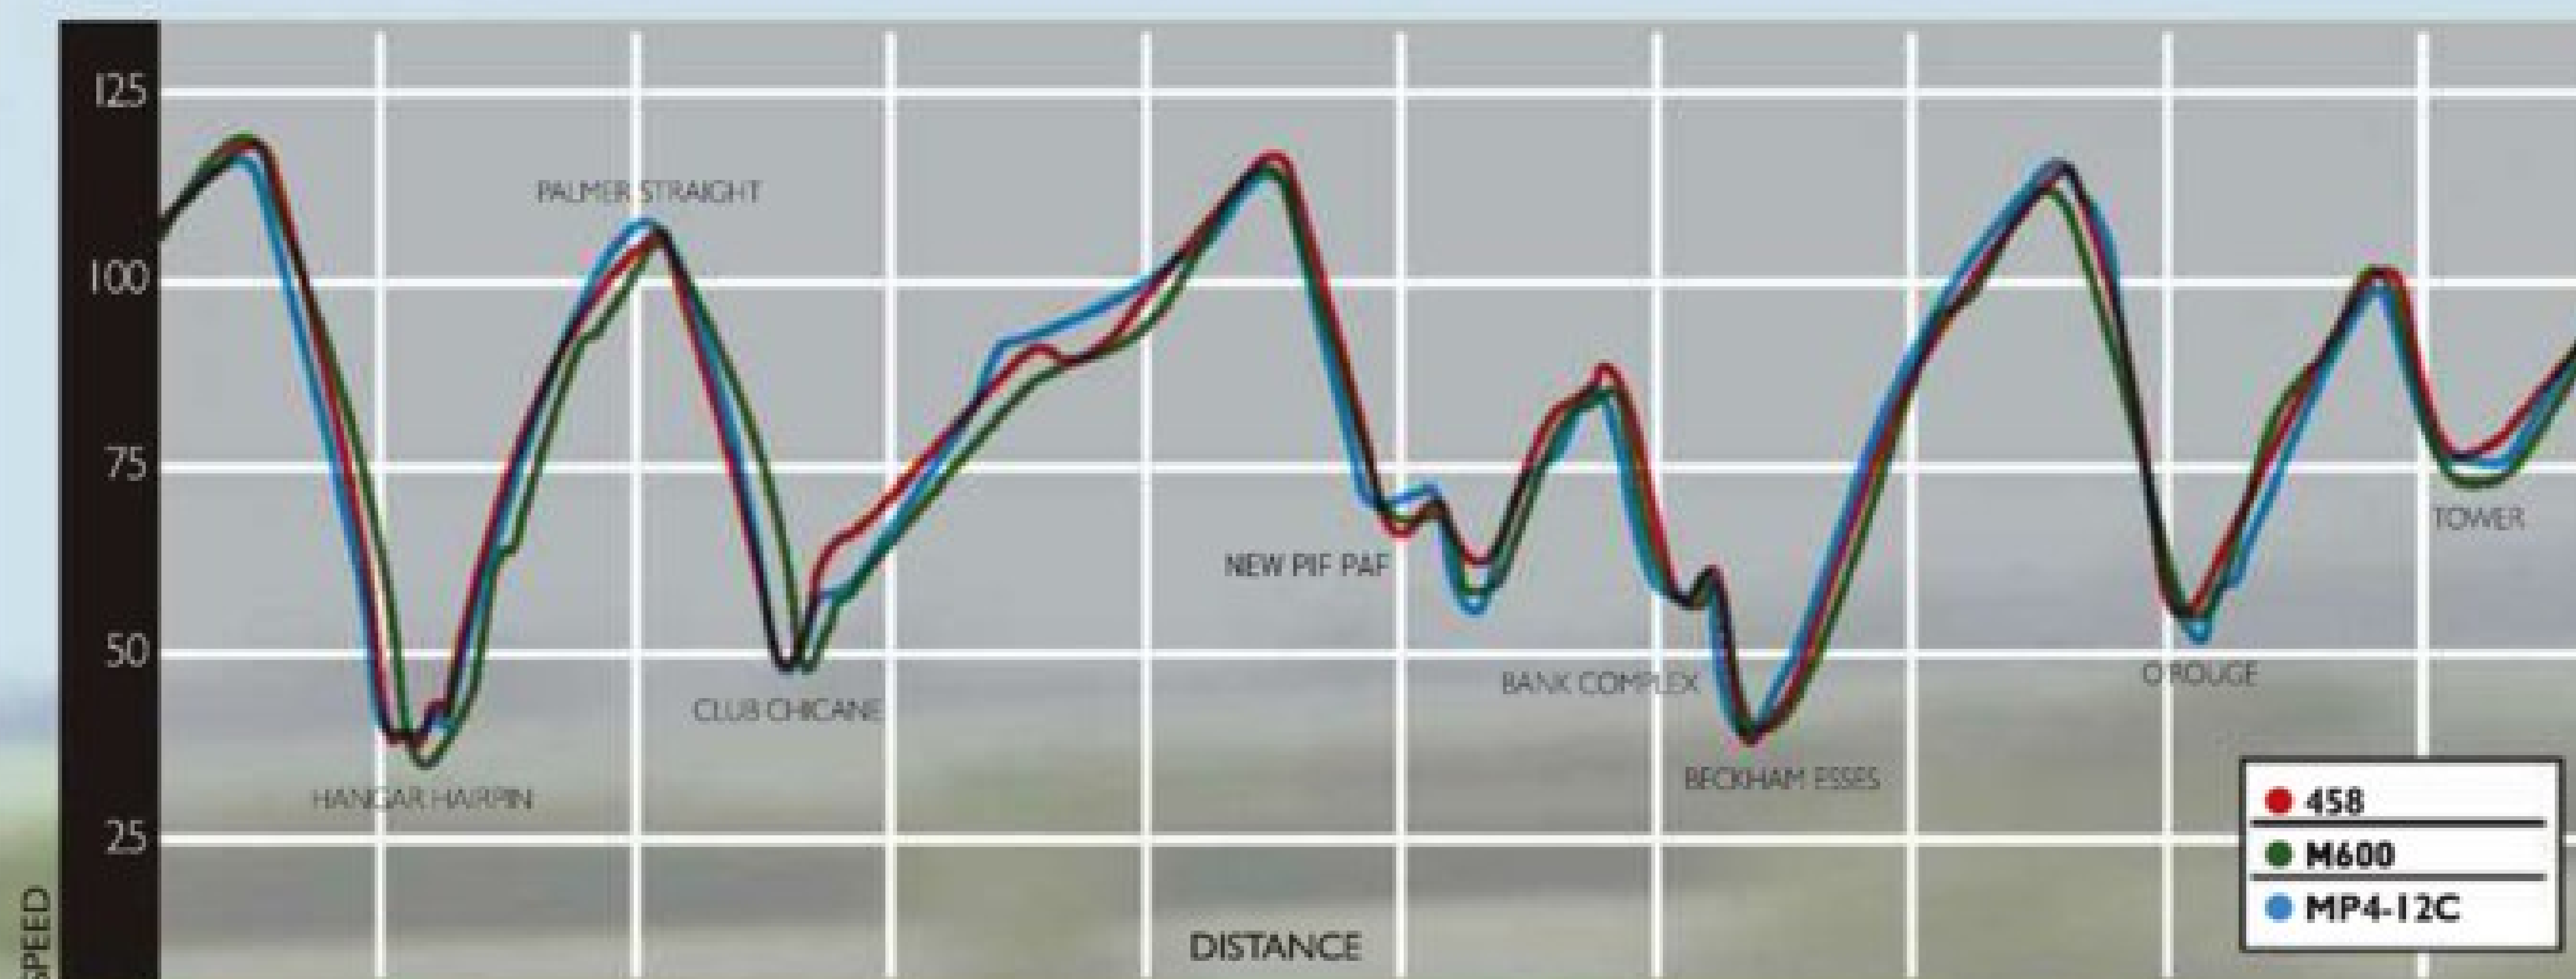 125
PALMER STRAIGHT
100
75
TOWER
NEW PIF PAF
50
O ROUGE
BANK COMPLEX
CLUB CHICANE
BECKHAM ESSES
HANGAR HAIRPIN
458
25
M600
MP4-12C
SPEED
DISTANCE